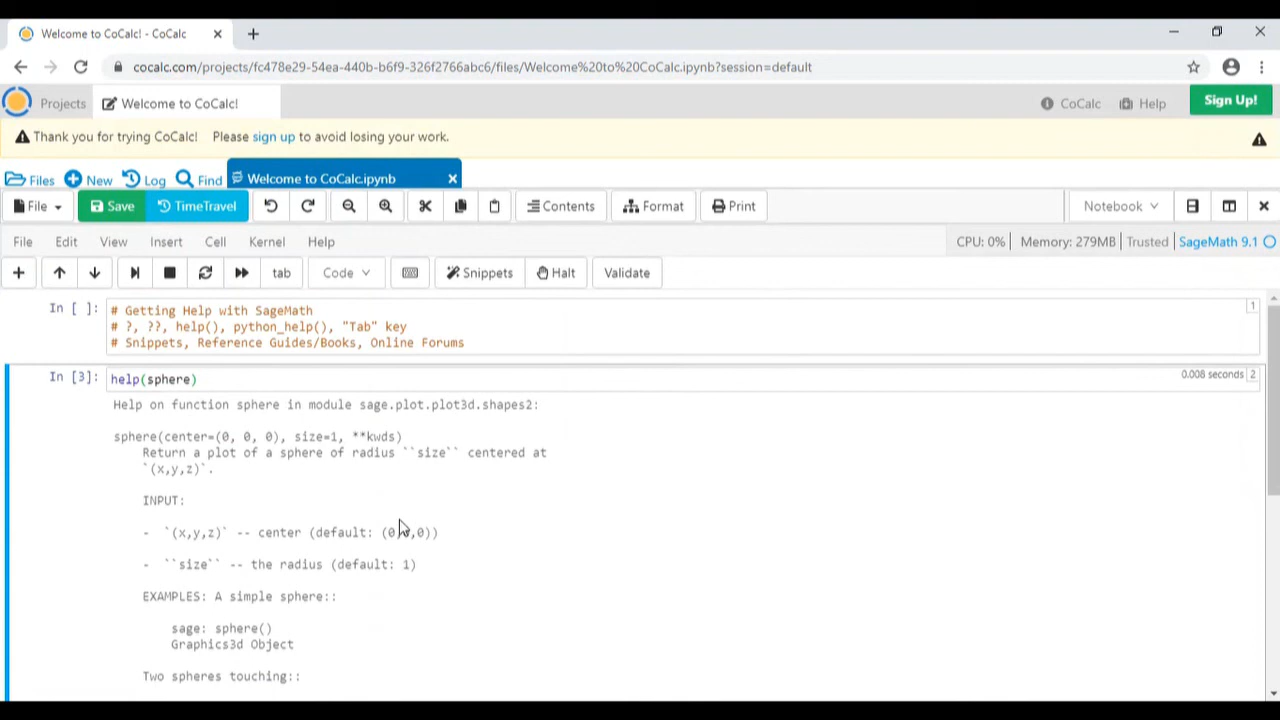 Welcome to CoCalc! - CoCalc
cocalc.com/projects/fc478e29-54ea-440b-b6f9-326f2766abc6/files/Welcome%20to%20CoCalc.ipynb?session=default
Projects Welcome to CoCalc! CoCalc Help Sign Up!
Thank you for trying CoCalc! Please sign up to avoid losing your work.
Files New Log Find Welcome to CoCalc.ipynb
File Save TimeTravel Contents Format Print Notebook
File Edit View Insert Cell Kernel Help CPU: 0% Memory: 279MB Trusted SageMath 9.1
tab Code Snippets Halt Validate
In [ ]: # Getting Help with SageMath 1
# ?, ??, help(), python_help(), "Tab" key
# Snippets, Reference Guides/Books, Online Forums
In [3]: help(sphere) 0.008 seconds 2
Help on function sphere in module sage.plot.plot3d.shapes2:
sphere(center=(0, 0, 0), size=1, **kwds)
Return a plot of a sphere of radius ``size`` centered at
`(x,y,z)`.
INPUT:
- `(x,y,z)` -- center (default: (0,0,0))
- ``size`` -- the radius (default: 1)
EXAMPLES: A simple sphere::
sage: sphere()
Graphics3d Object
Two spheres touching::